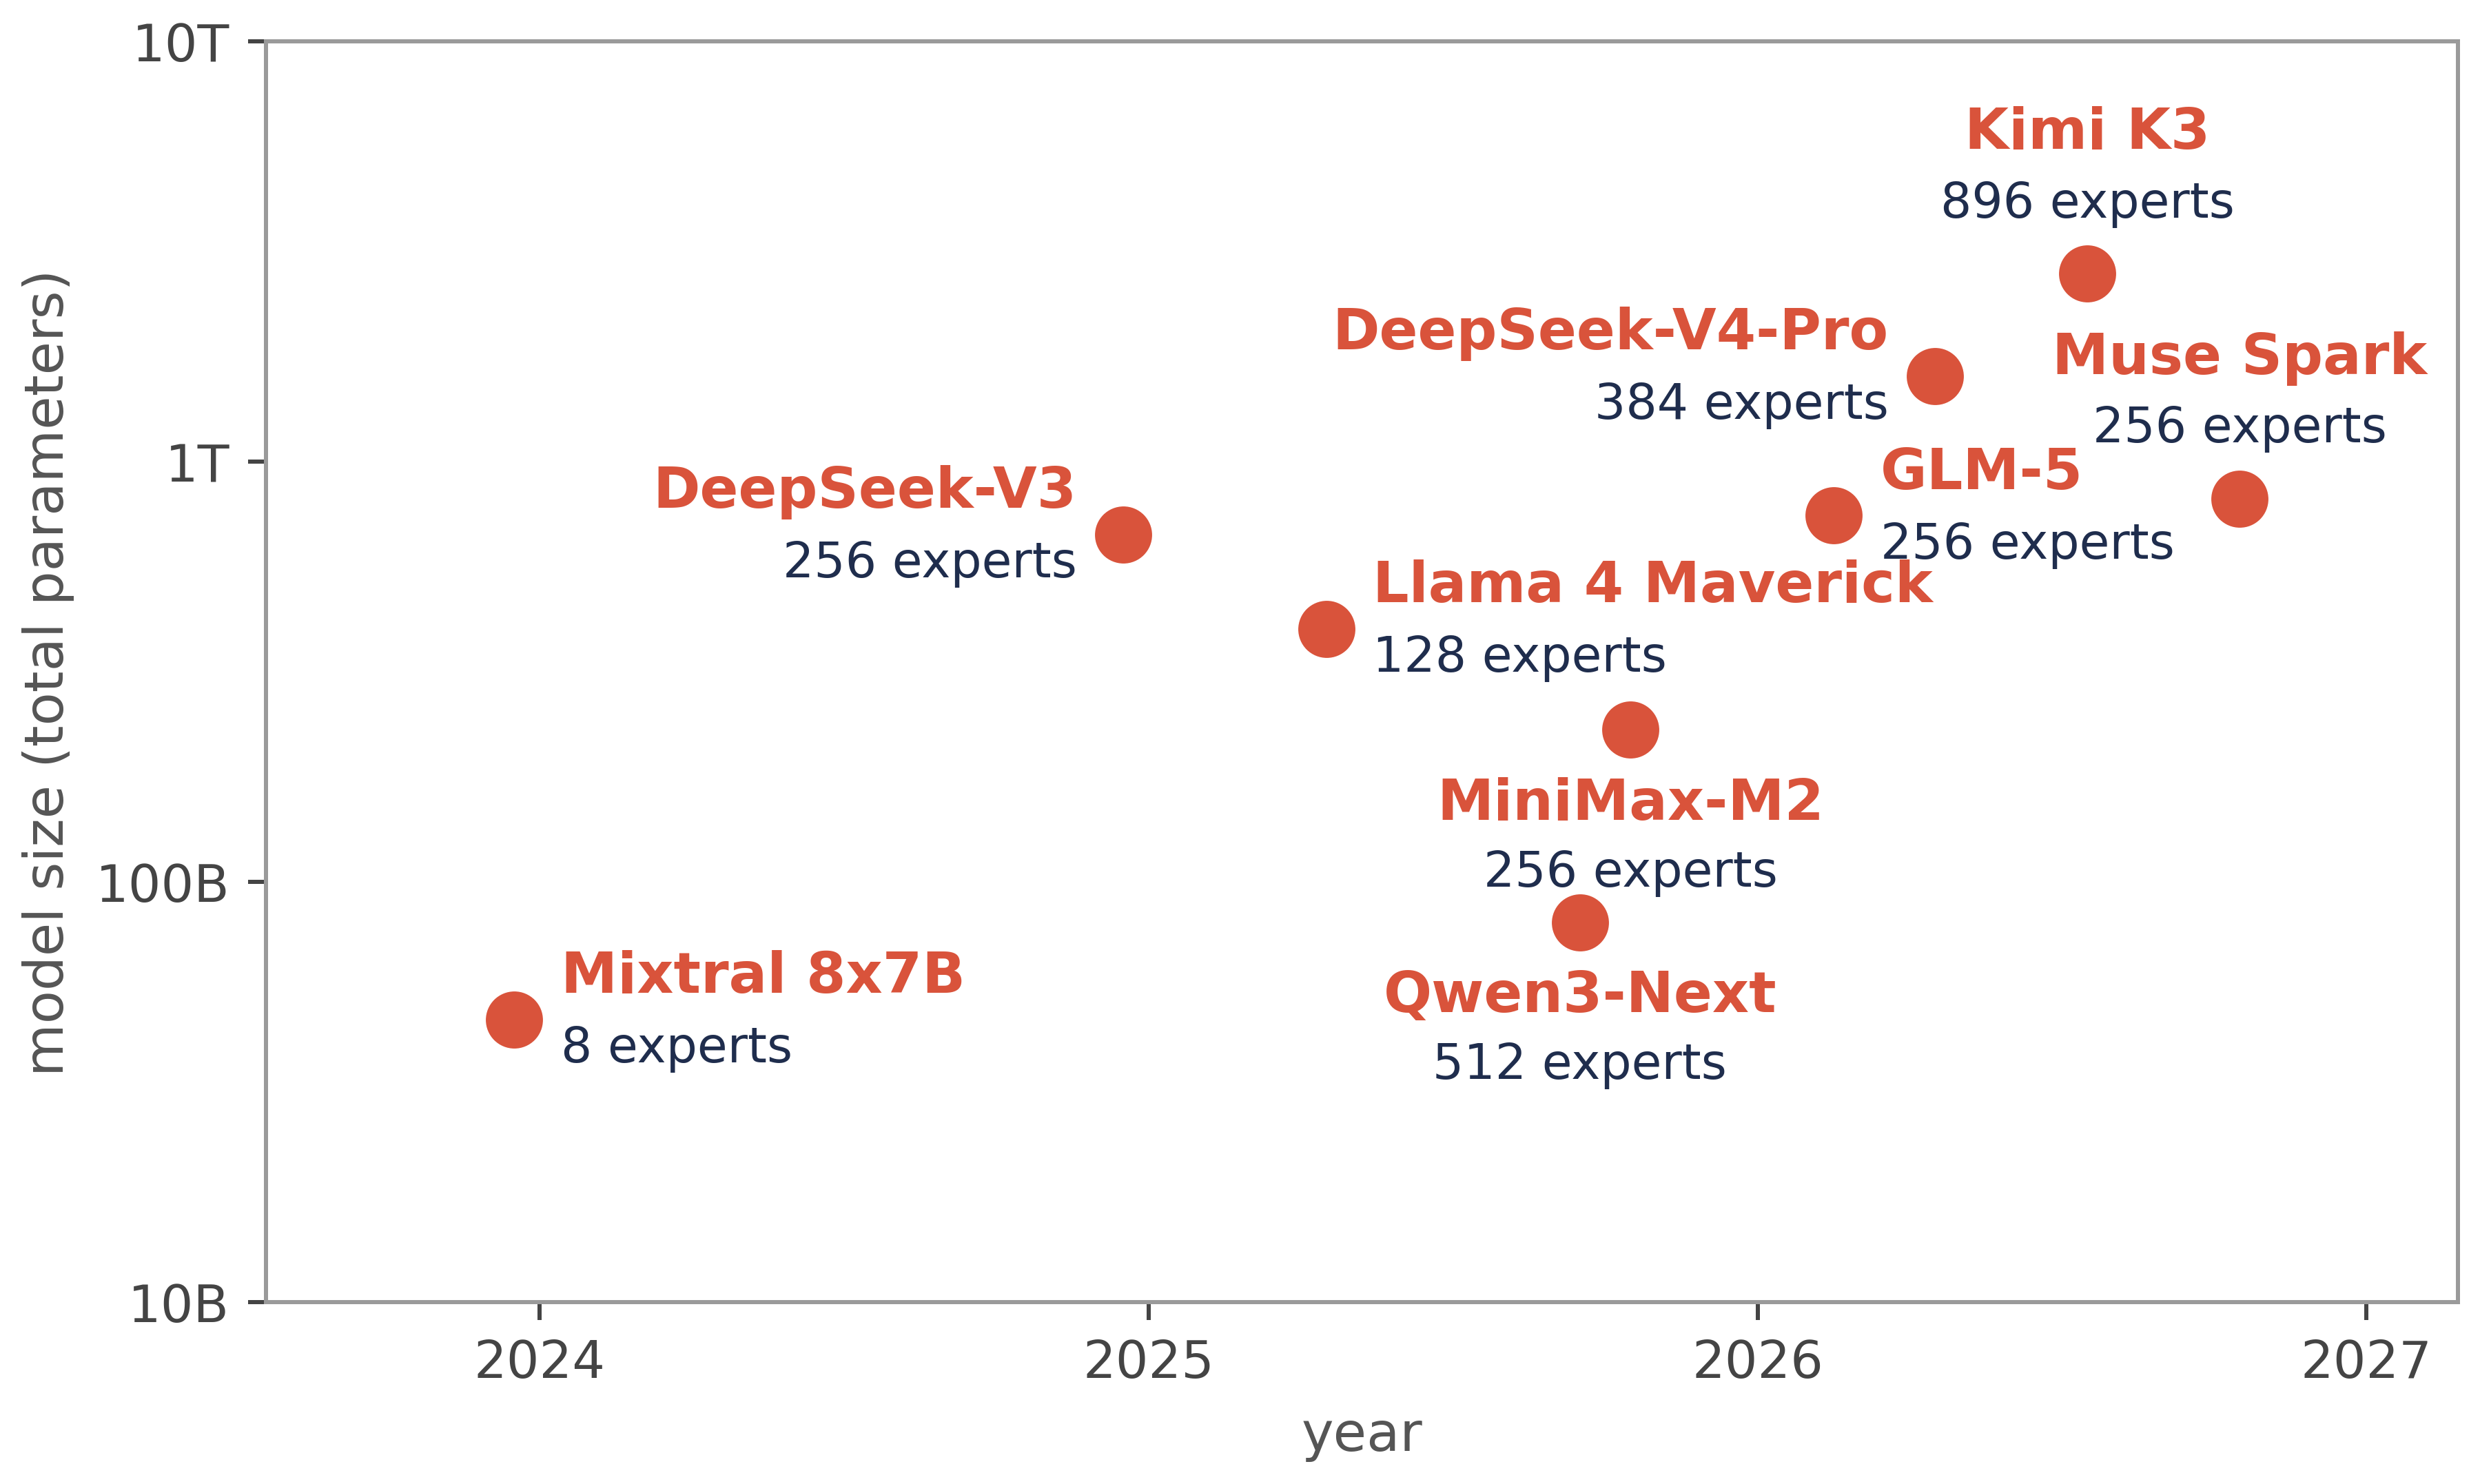 10T
1T
100B
10B
model size (total parameters)
Kimi K3
896 experts
DeepSeek-V4-Pro
384 experts
Muse Spark
256 experts
GLM-5
256 experts
DeepSeek-V3
256 experts
Llama 4 Maverick
128 experts
MiniMax-M2
256 experts
Mixtral 8x7B
8 experts
Qwen3-Next
512 experts
2024
2025
2026
2027
year